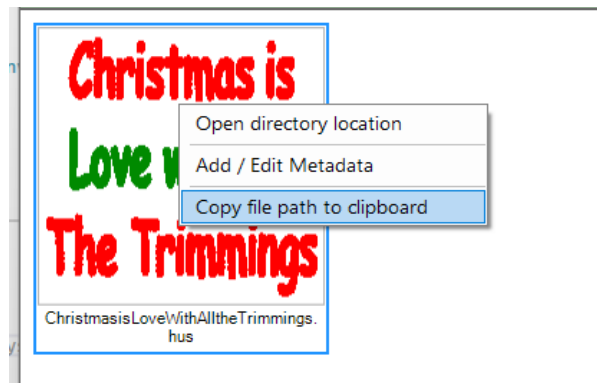 Christmas is
Love w
The Trimmings
Open directory location
Add / Edit Metadata
Copy file path to clipboard
ChristmasisLoveWithAlltheTrimmings.
hus